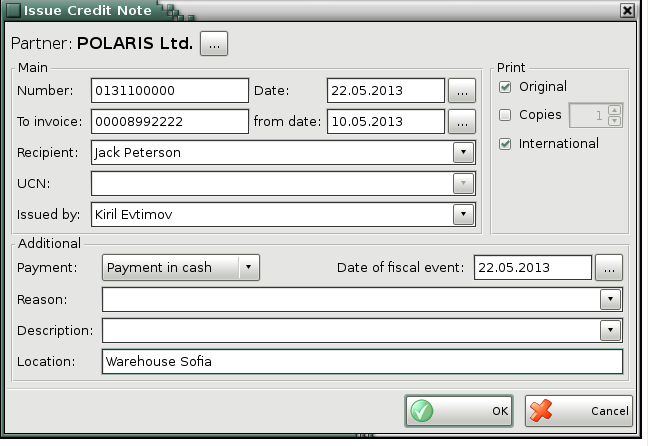 Issue Credit Note
Partner: POLARIS Ltd. ...
Main
Number: 0131100000 Date: 22.05.2013 ...
To invoice: 00008992222 from date: 10.05.2013 ...
Recipient: Jack Peterson
UCN:
Issued by: Kiril Evtimov
Print
Original
Copies 1
International
Additional
Payment: Payment in cash Date of fiscal event: 22.05.2013 ...
Reason:
Description:
Location: Warehouse Sofia
OK Cancel